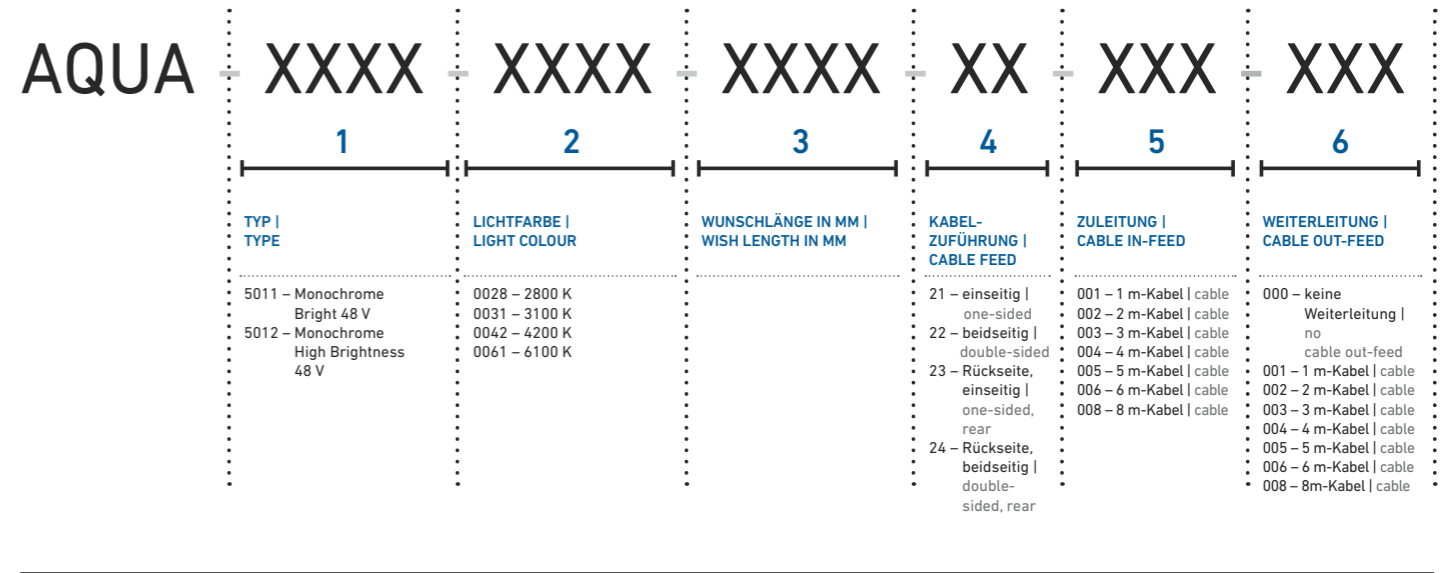 AQUA - XXXX - XXXX - XXXX - XX - XXX - XXX
1
2
3
4
5
6
TYP |
TYPE
LICHTFARBE |
LIGHT COLOUR
WUNSCHLÄNGE IN MM |
WISH LENGTH IN MM
KABEL-
ZUFÜHRUNG |
CABLE FEED
ZULEITUNG |
CABLE IN-FEED
WEITERLEITUNG |
CABLE OUT-FEED
5011 – Monochrome
Bright 48 V
5012 – Monochrome
High Brightness
48 V
0028 – 2800 K
0031 – 3100 K
0042 – 4200 K
0061 – 6100 K
21 – einseitig |
one-sided
22 – beidseitig |
double-sided
23 – Rückseite,
einseitig |
one-sided,
rear
24 – Rückseite,
beidseitig |
double-
sided, rear
001 – 1 m-Kabel | cable
002 – 2 m-Kabel | cable
003 – 3 m-Kabel | cable
004 – 4 m-Kabel | cable
005 – 5 m-Kabel | cable
006 – 6 m-Kabel | cable
008 – 8 m-Kabel | cable
000 – keine
Weiterleitung |
no
cable out-feed
001 – 1 m-Kabel | cable
002 – 2 m-Kabel | cable
003 – 3 m-Kabel | cable
004 – 4 m-Kabel | cable
005 – 5 m-Kabel | cable
006 – 6 m-Kabel | cable
008 – 8m-Kabel | cable